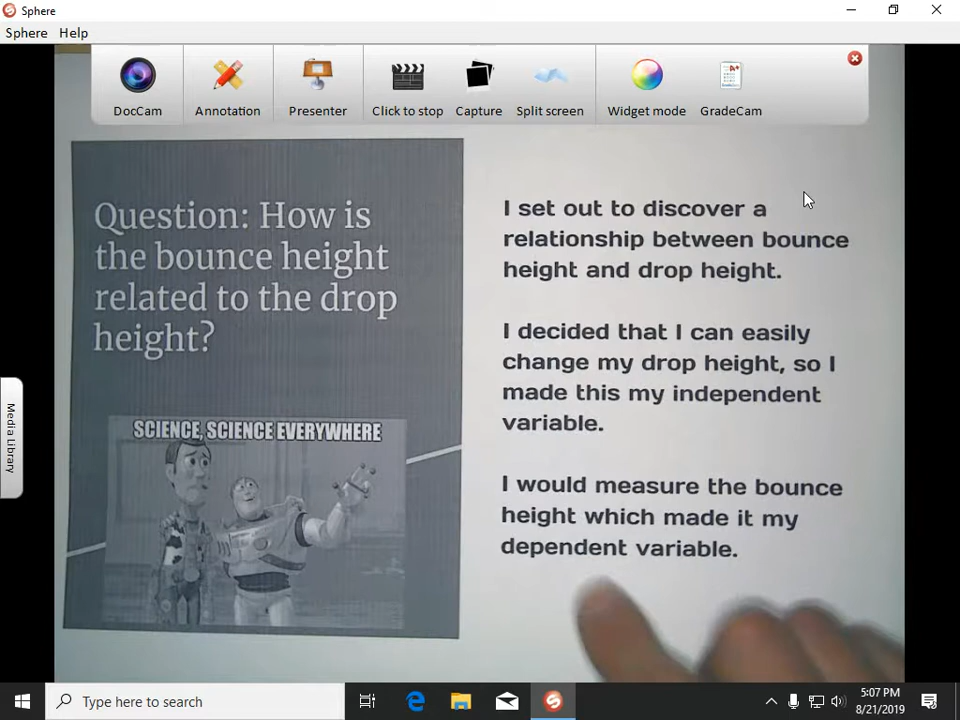 Sphere
Sphere Help
DocCam Annotation Presenter Click to stop Capture Split screen Widget mode GradeCam
Media Library
Question: How is
the bounce height
related to the drop
height?
SCIENCE, SCIENCE EVERYWHERE
I set out to discover a
relationship between bounce
height and drop height.
I decided that I can easily
change my drop height, so I
made this my independent
variable.
I would measure the bounce
height which made it my
dependent variable.
Type here to search
5:07 PM
8/21/2019